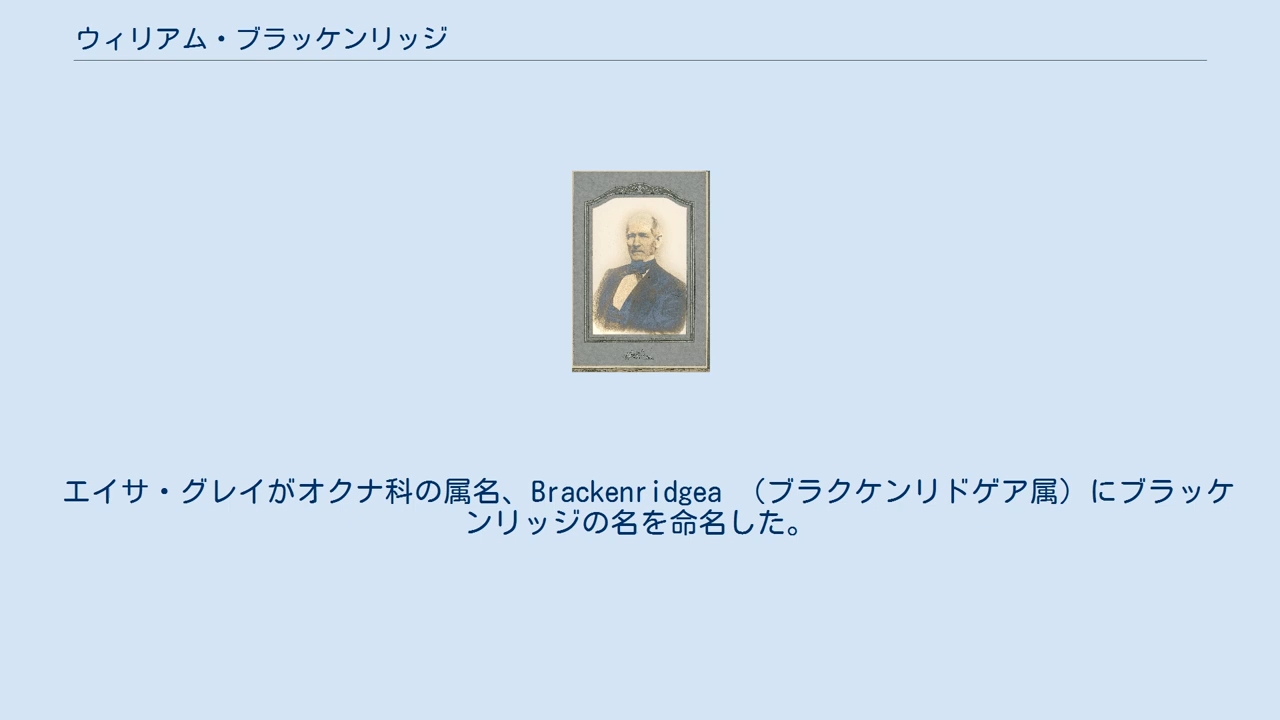 ウィリアム・ブラッケンリッジ
エイサ・グレイがオクナ科の属名、Brackenridgea （ブラクケンリドゲア属）にブラッケ
ンリッジの名を命名した。